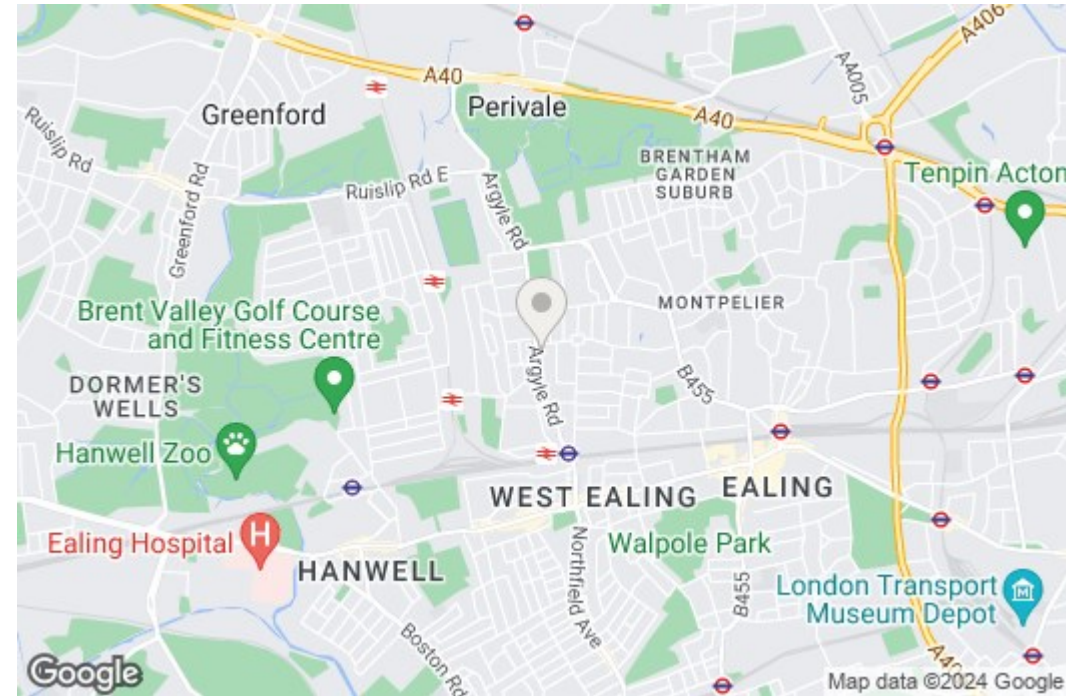 A406
A40
A4005
Greenford
Perivale
A40
Ruislip Rd
BRENTHAM
GARDEN
SUBURB
Tenpin Acton
Ruislip Rd E
Argyle Rd
Greenford Rd
Brent Valley Golf Course
and Fitness Centre
MONTPELIER
DORMER'S
WELLS
Argyle Rd
B455
Hanwell Zoo
WEST EALING
EALING
Ealing Hospital
H
HANWELL
Walpole Park
Northfield Ave
B455
London Transport
Museum Depot
Boston Rd
Google
Map data ©2024 Google